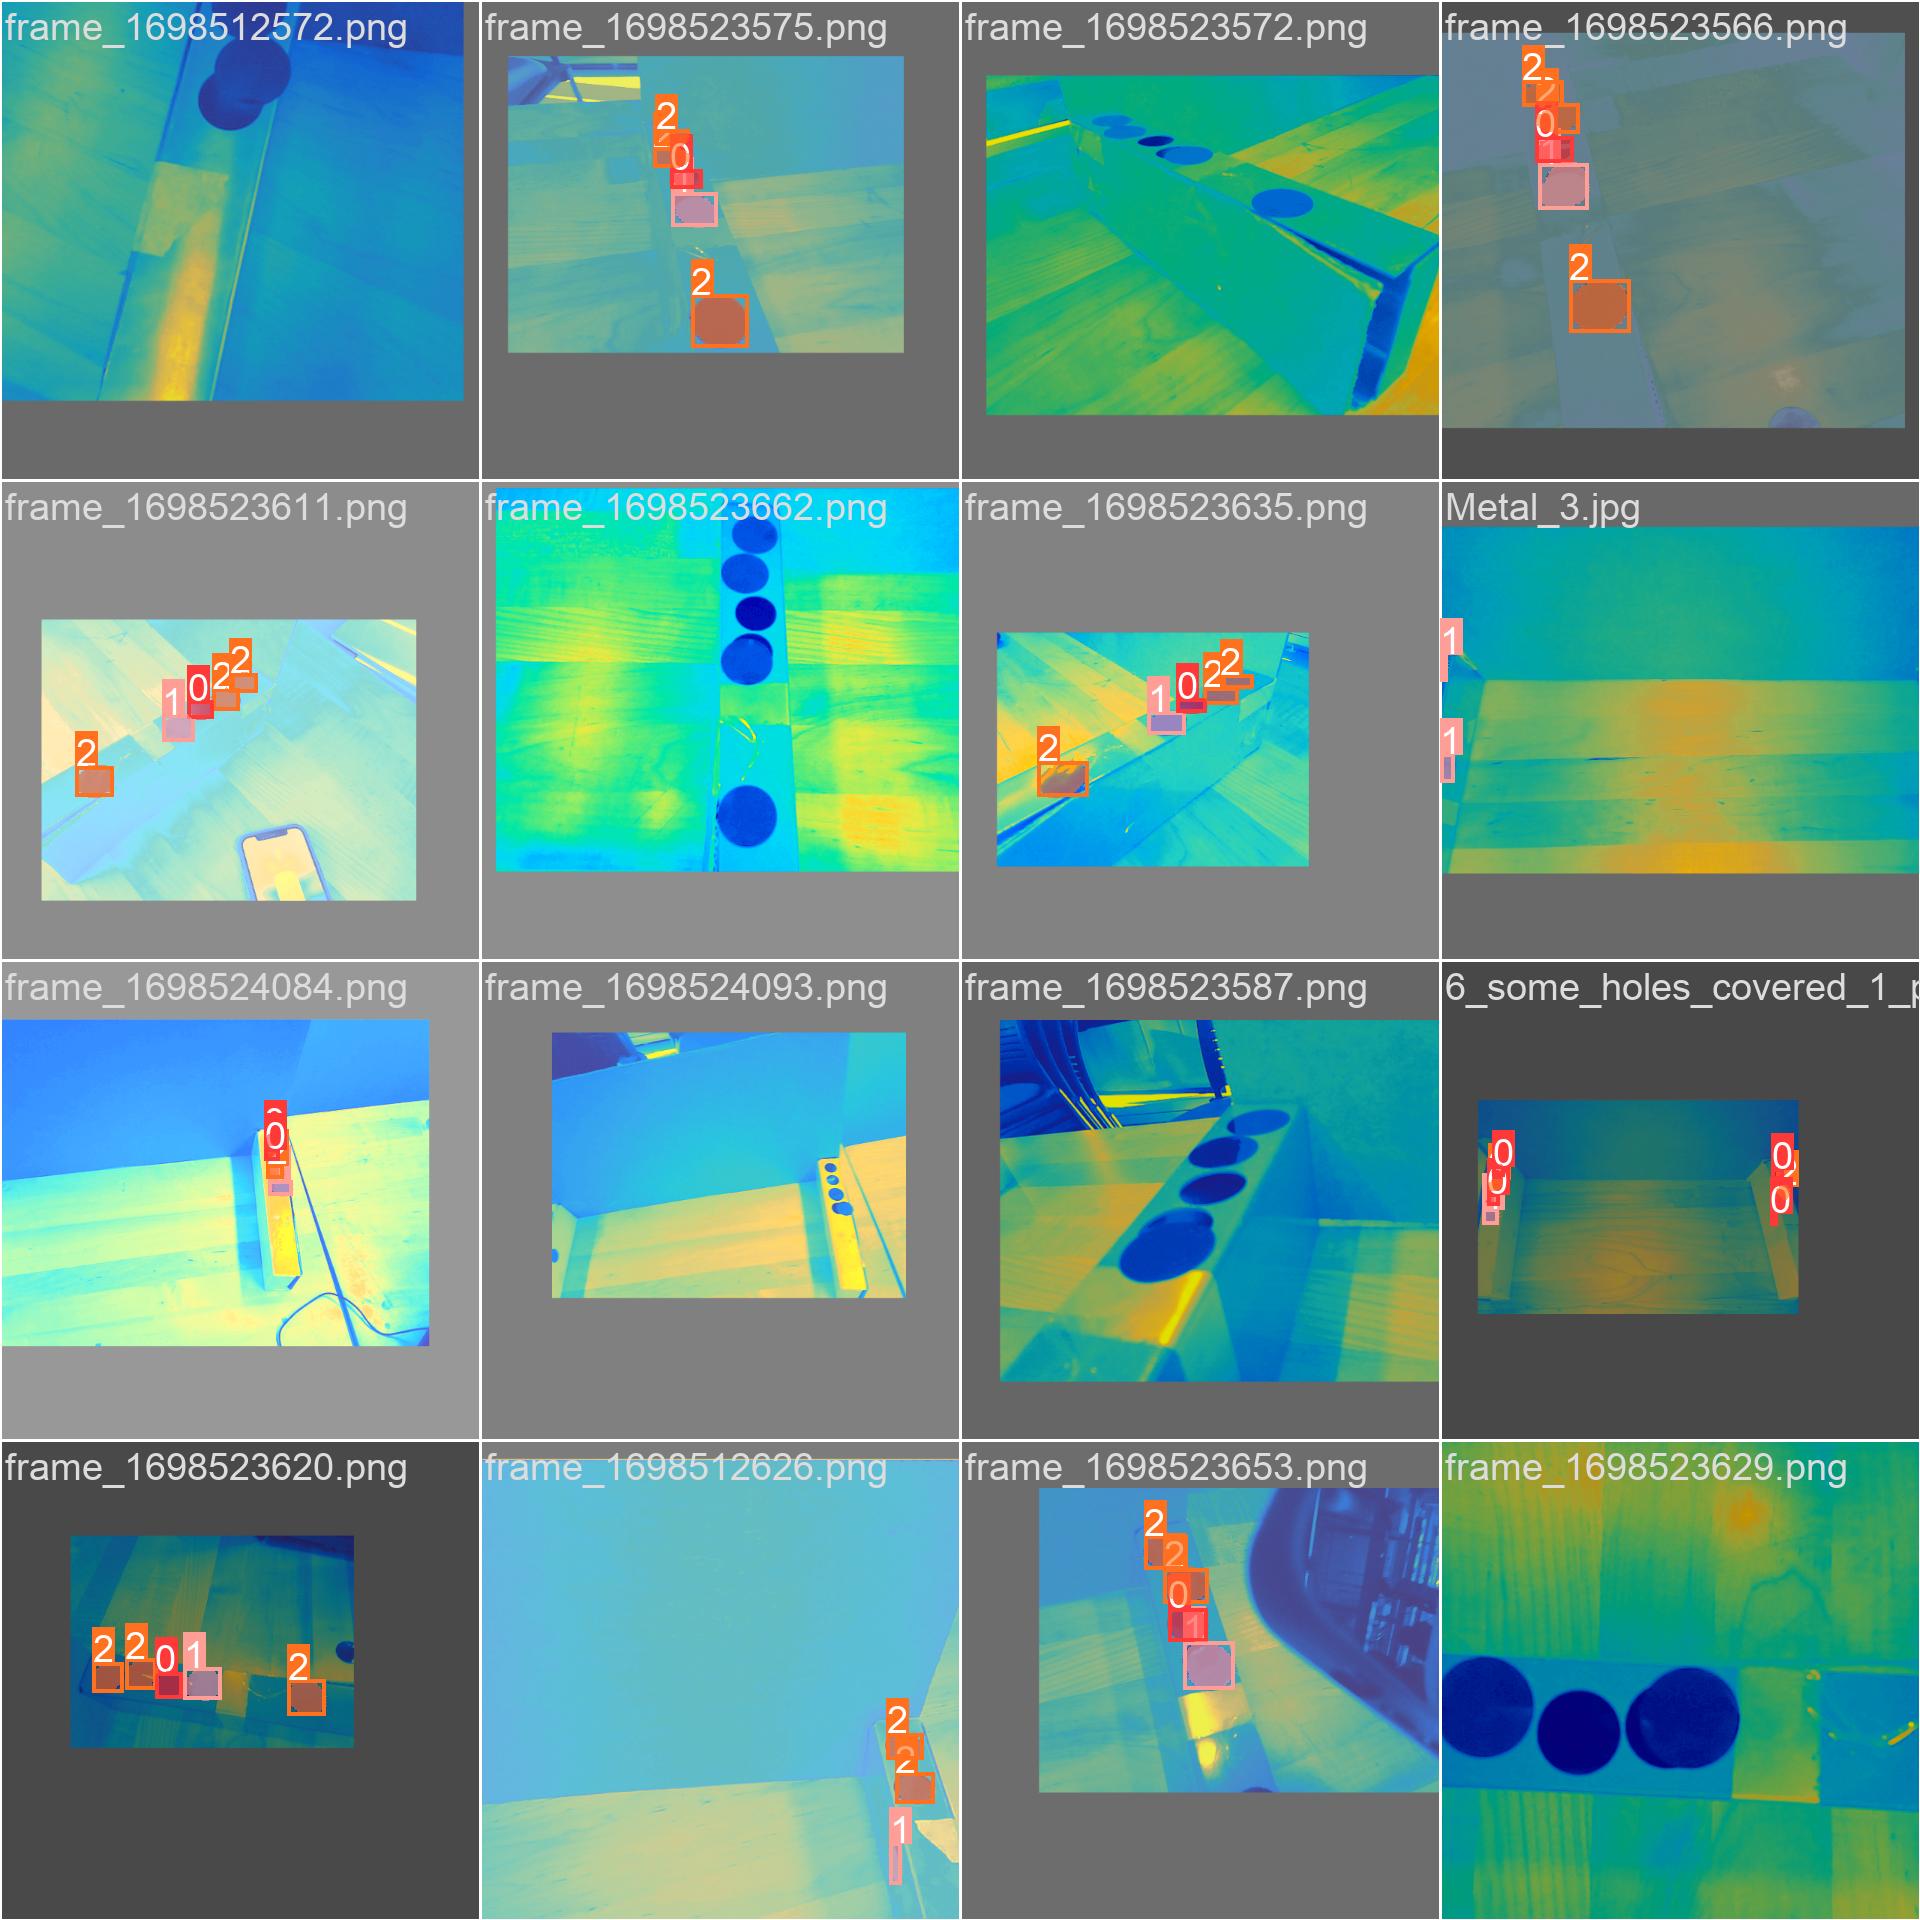 frame_1698512572.png
frame_1698523575.png
frame_1698523572.png
frame_1698523566.png
2
0
2
2
2
0
1
2
frame_1698523611.png
frame_1698523662.png
frame_1698523635.png
Metal_3.jpg
2
2
0
1
2
2
2
0
1
2
1
1
frame_1698524084.png
frame_1698524093.png
frame_1698523587.png
6_some_holes_covered_1_p
0
0
0
0
0
frame_1698523620.png
frame_1698512626.png
frame_1698523653.png
frame_1698523629.png
2
2
0
1
2
2
2
1
2
2
0
1